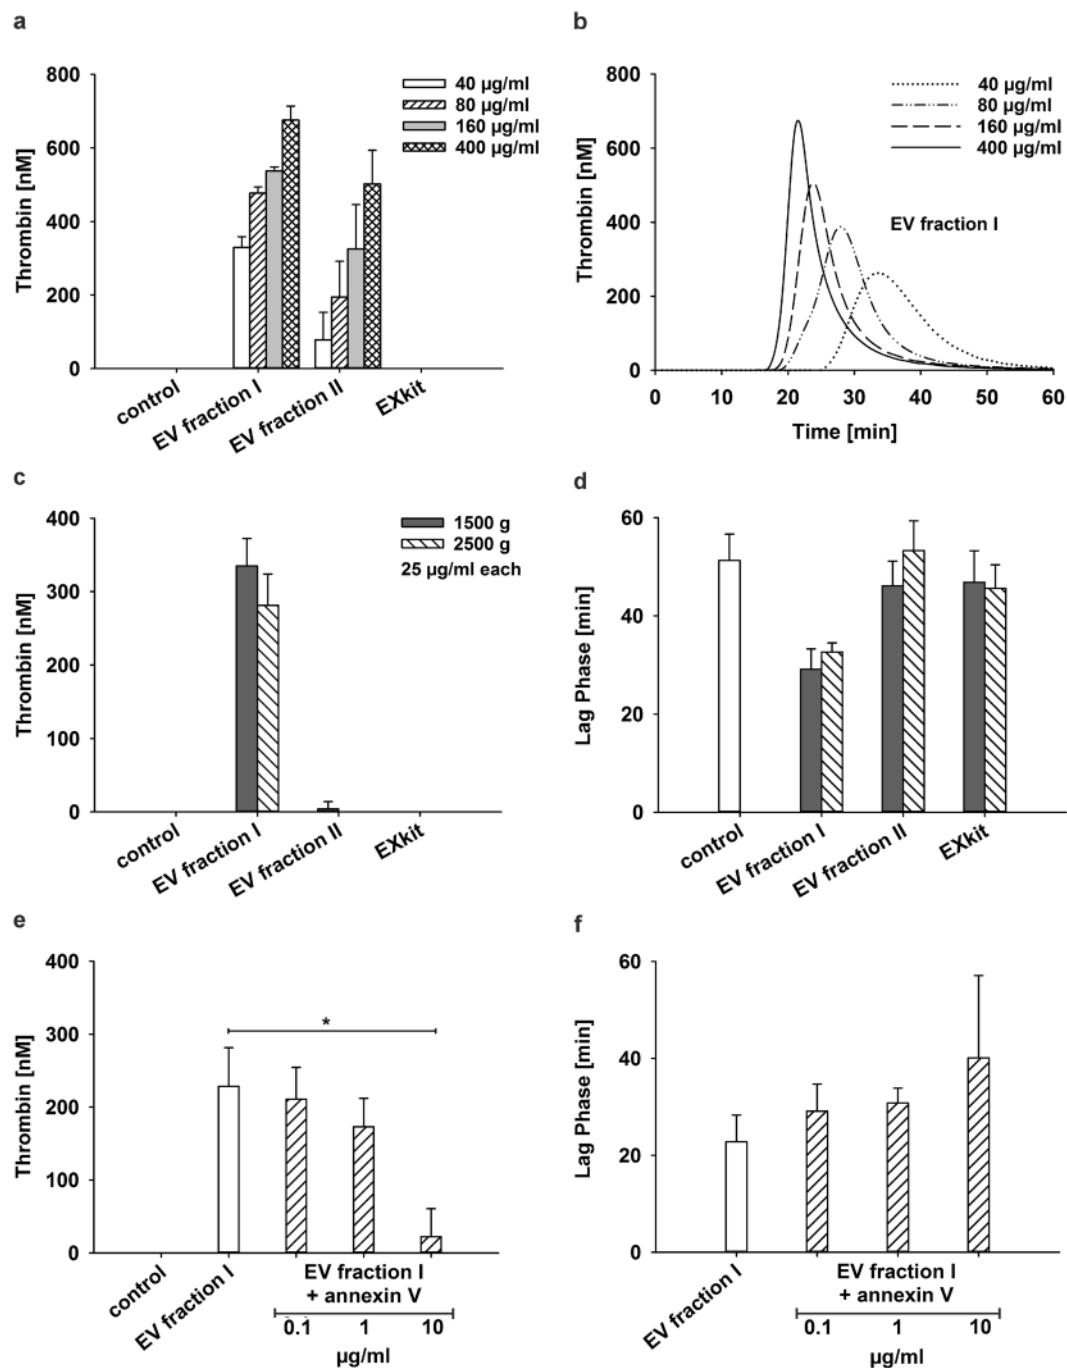 a
Thrombin [nM]
800
600
400
200
0
40 µg/ml
80 µg/ml
160 µg/ml
400 µg/ml
control
EV fraction I
EV fraction II
EXkit
b
Thrombin [nM]
800
600
400
200
0
40 µg/ml
80 µg/ml
160 µg/ml
400 µg/ml
EV fraction I
0 10 20 30 40 50 60
Time [min]
c
Thrombin [nM]
400
300
200
100
0
1500 g
2500 g
25 µg/ml each
control
EV fraction I
EV fraction II
EXkit
d
Lag Phase [min]
60
40
20
0
control
EV fraction I
EV fraction II
EXkit
e
Thrombin [nM]
400
300
200
100
0
*
control
EV fraction I
EV fraction I
+ annexin V
0.1 1 10
µg/ml
f
Lag Phase [min]
60
40
20
0
EV fraction I
EV fraction I
+ annexin V
0.1 1 10
µg/ml